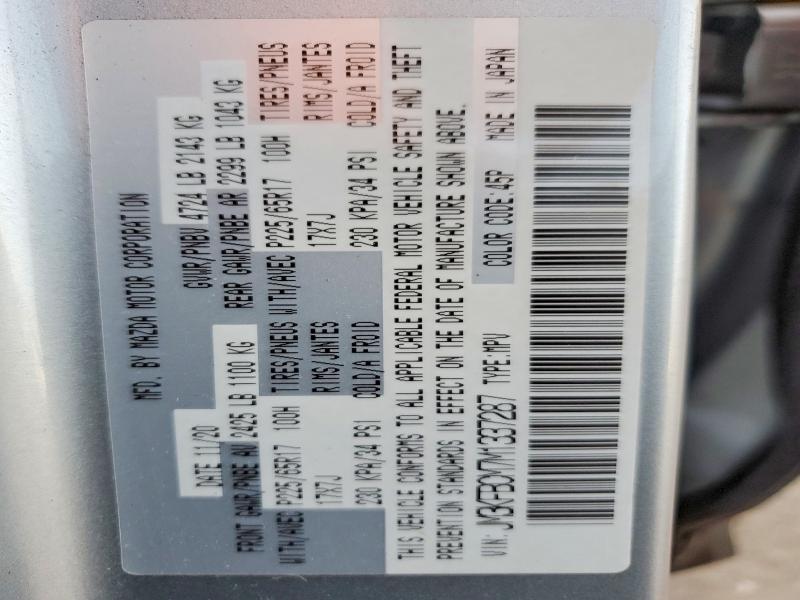 MFD. BY MAZDA MOTOR CORPORATION
DATE 11/20 GVWR/PNBV 4724 LB 2143 KG
FRONT GAWR/PNBE AV 2425 LB 1100 KG REAR GAWR/PNBE AR 2299 LB 1043 KG
WITH/AVEC P225/65R17 100H TIRES/PNEUS WITH/AVEC P225/65R17 100H TIRES/PNEUS
17X7J RIMS/JANTES 17X7J RIMS/JANTES
230 KPA/34 PSI COLD/A FROID 230 KPA/34 PSI COLD/A FROID
THIS VEHICLE CONFORMS TO ALL APPLICABLE FEDERAL MOTOR VEHICLE SAFETY AND THEFT
PREVENTION STANDARDS IN EFFECT ON THE DATE OF MANUFACTURE SHOWN ABOVE.
VIN: TYPE:MPV COLOR CODE:45P MADE IN JAPAN